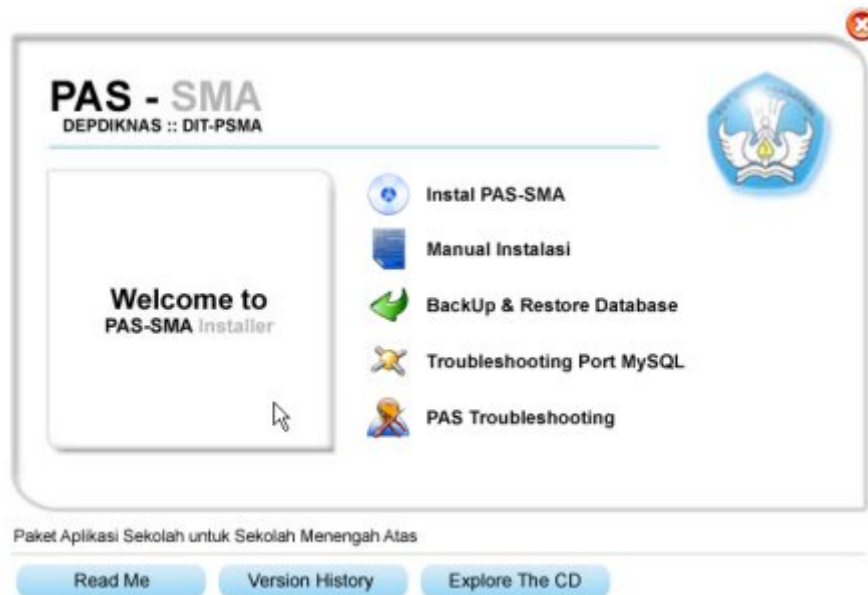 PAS - SMA
DEPDIKNAS :: DIT-PSMA
Welcome to
PAS-SMA Installer
Instal PAS-SMA
Manual Instalasi
BackUp & Restore Database
Troubleshooting Port MySQL
PAS Troubleshooting
Paket Aplikasi Sekolah untuk Sekolah Menengah Atas
Read Me
Version History
Explore The CD